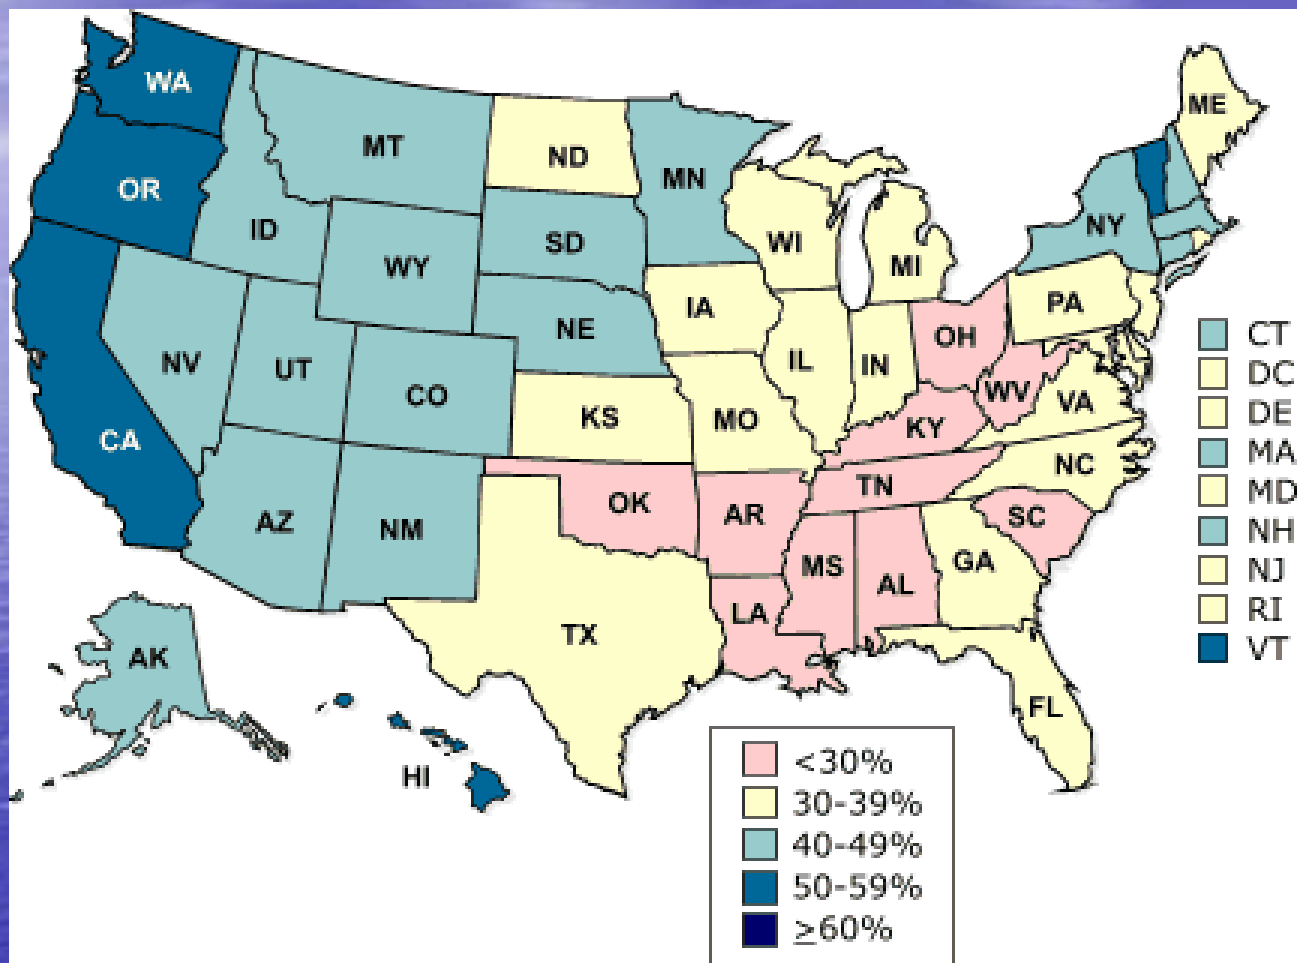 WA
ME
MT
ND
OR
MN
ID
SD
WY
WI
NY
MI
IA
PA
NE
NV
UT
CO
IL
IN
OH
WV
VA
KS
MO
KY
CA
NC
TN
OK
AR
SC
AZ
NM
MS
AL
GA
LA
TX
AK
FL
HI
CT
DC
DE
MA
MD
NH
NJ
RI
VT
<30%
30-39%
40-49%
50-59%
≥60%